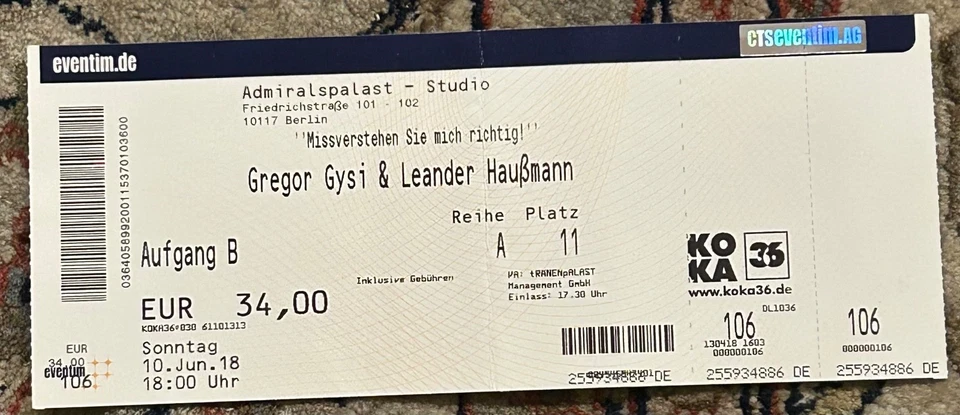 eventim.de
CTSeventim.AG
Admiralspalast - Studio
Friedrichstraße 101 - 102
10117 Berlin
''Missverstehen Sie mich richtig!''
Gregor Gysi & Leander Haußmann
Reihe Platz
A 11
Aufgang B
Inklusive Gebühren
VA: tRÄNENpALAST
Management GmbH
Einlass: 17.30 Uhr
EUR 34,00
KOKA36*030 61101313
Sonntag
10.Jun.18
18:00 Uhr
EUR
34,00
eventim
106
036405899200115370103600
KOKA 36
www.koka36.de
DL1036
106
130418 1603
000000106
106
000000106
255934886 DE
255934886 DE
255934886 DE